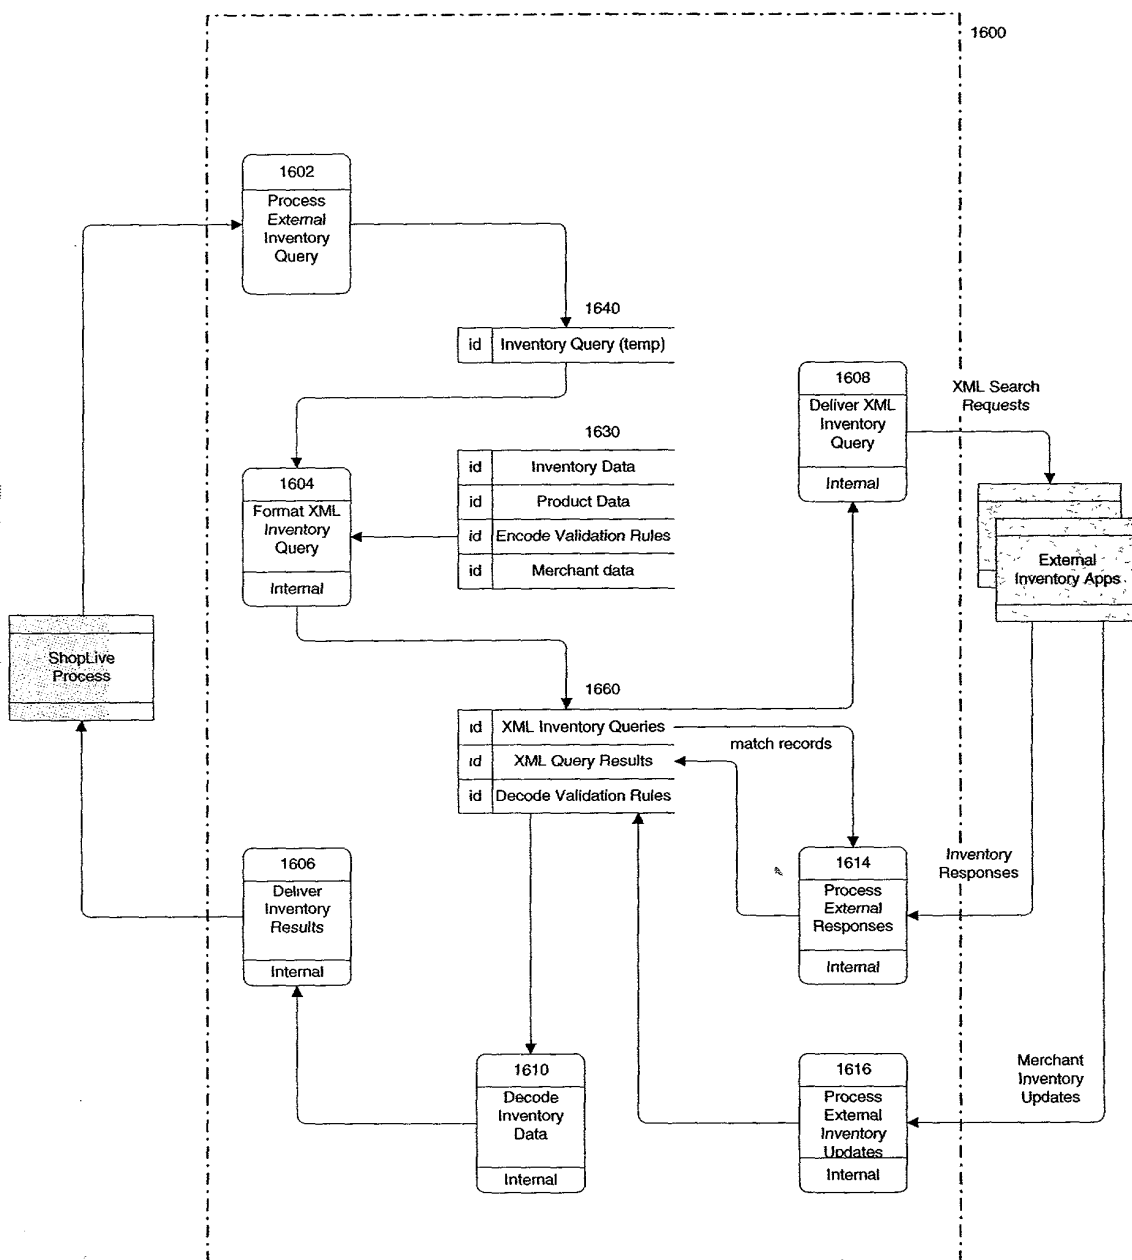 1600
1602
Process
External
Inventory
Query
1640
id Inventory Query (temp)
1608
Deliver XML
Inventory
Query
Internal
XML Search
Requests
1630
id Inventory Data
id Product Data
id Encode Validation Rules
id Merchant data
1604
Format XML
Inventory
Query
Internal
External
Inventory Apps
ShopLive
Process
1660
id XML Inventory Queries
id XML Query Results
id Decode Validation Rules
match records
1606
Deliver
Inventory
Results
Internal
1614
Process
External
Responses
Internal
Inventory
Responses
1610
Decode
Inventory
Data
Internal
1616
Process
External
Inventory
Updates
Internal
Merchant
Inventory
Updates